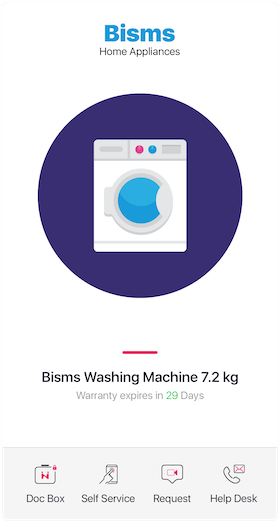 Bisms
Home Appliances
Bisms Washing Machine 7.2 kg
Warranty expires in 29 Days
Doc Box
Self Service
Request
Help Desk